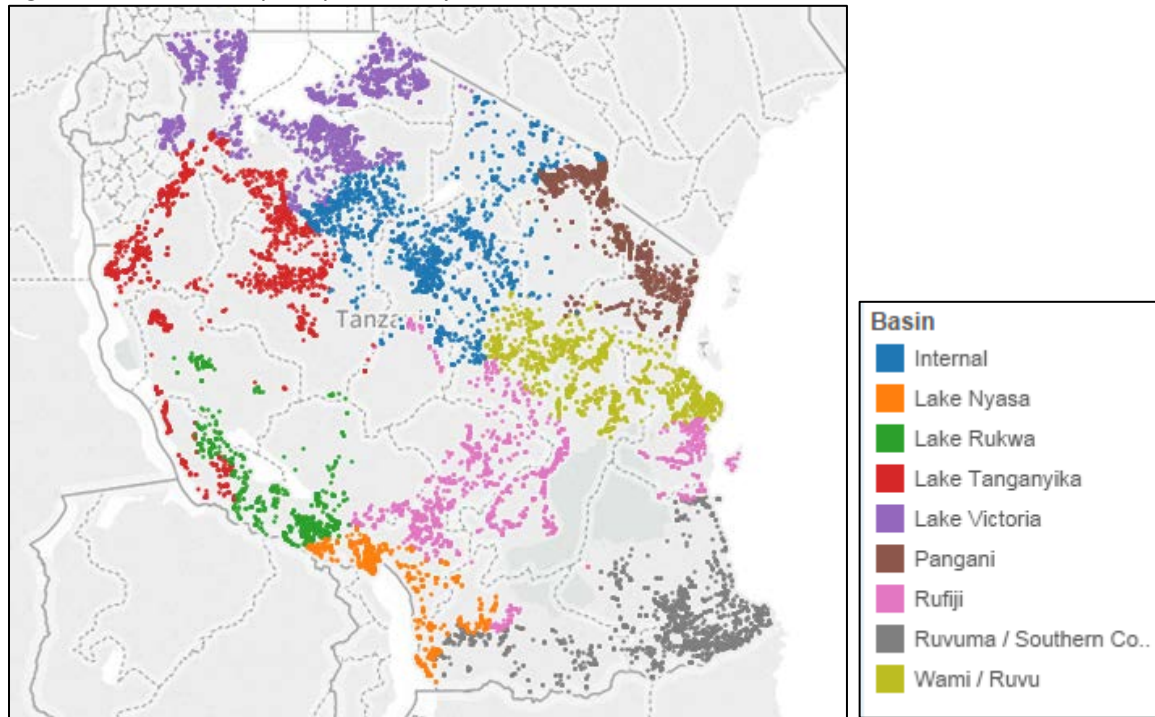 Tanza
Basin
Internal
Lake Nyasa
Lake Rukwa
Lake Tanganyika
Lake Victoria
Pangani
Rufiji
Ruvuma / Southern Co..
Wami / Ruvu